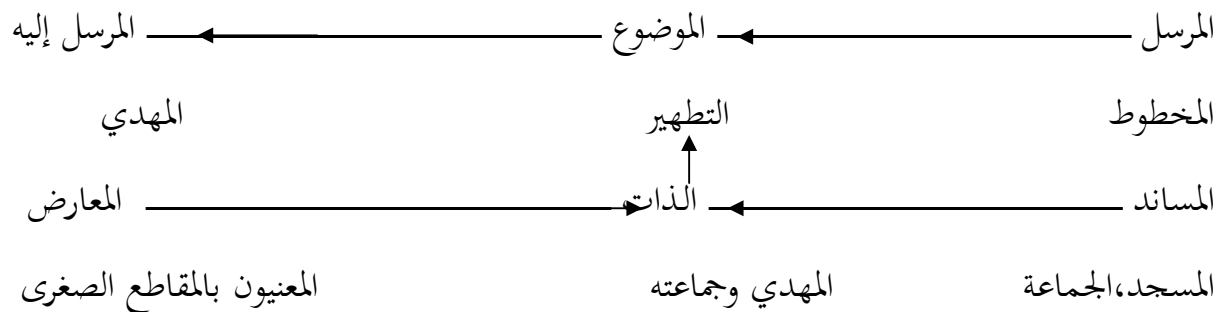 المرسل الموضوع المرسل إليه
المخطوط التطهير المهدي
المساند الذات المعارض
المسجد،الجماعة المهدي وجماعته المعنيون بالمقاطع الصغرى